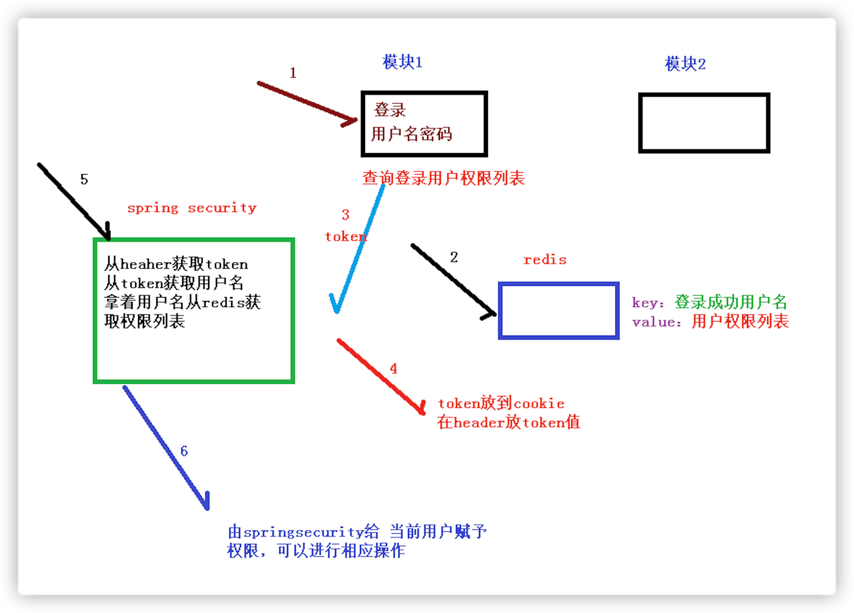 模块1
模块2
1
登录
用户名密码
查询登录用户权限列表
5
spring security
3
token
2
redis
从heaher获取token
从token获取用户名
拿着用户名从redis获
取权限列表
key: 登录成功用户名
value: 用户权限列表
4
token放到cookie
在header放token值
6
由springsecurity给 当前用户赋予
权限，可以进行相应操作